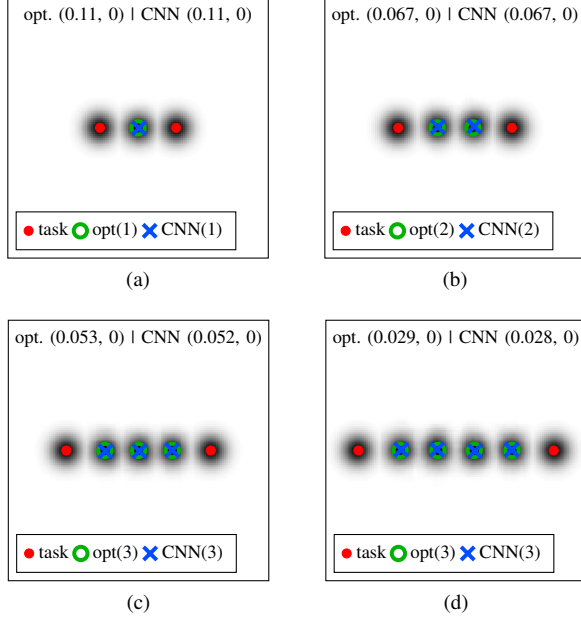 opt. (0.11, 0) | CNN (0.11, 0)
task opt(1) CNN(1)
(a)
opt. (0.067, 0) | CNN (0.067, 0)
task opt(2) CNN(2)
(b)
opt. (0.053, 0) | CNN (0.052, 0)
task opt(3) CNN(3)
(c)
opt. (0.029, 0) | CNN (0.028, 0)
task opt(3) CNN(3)
(d)